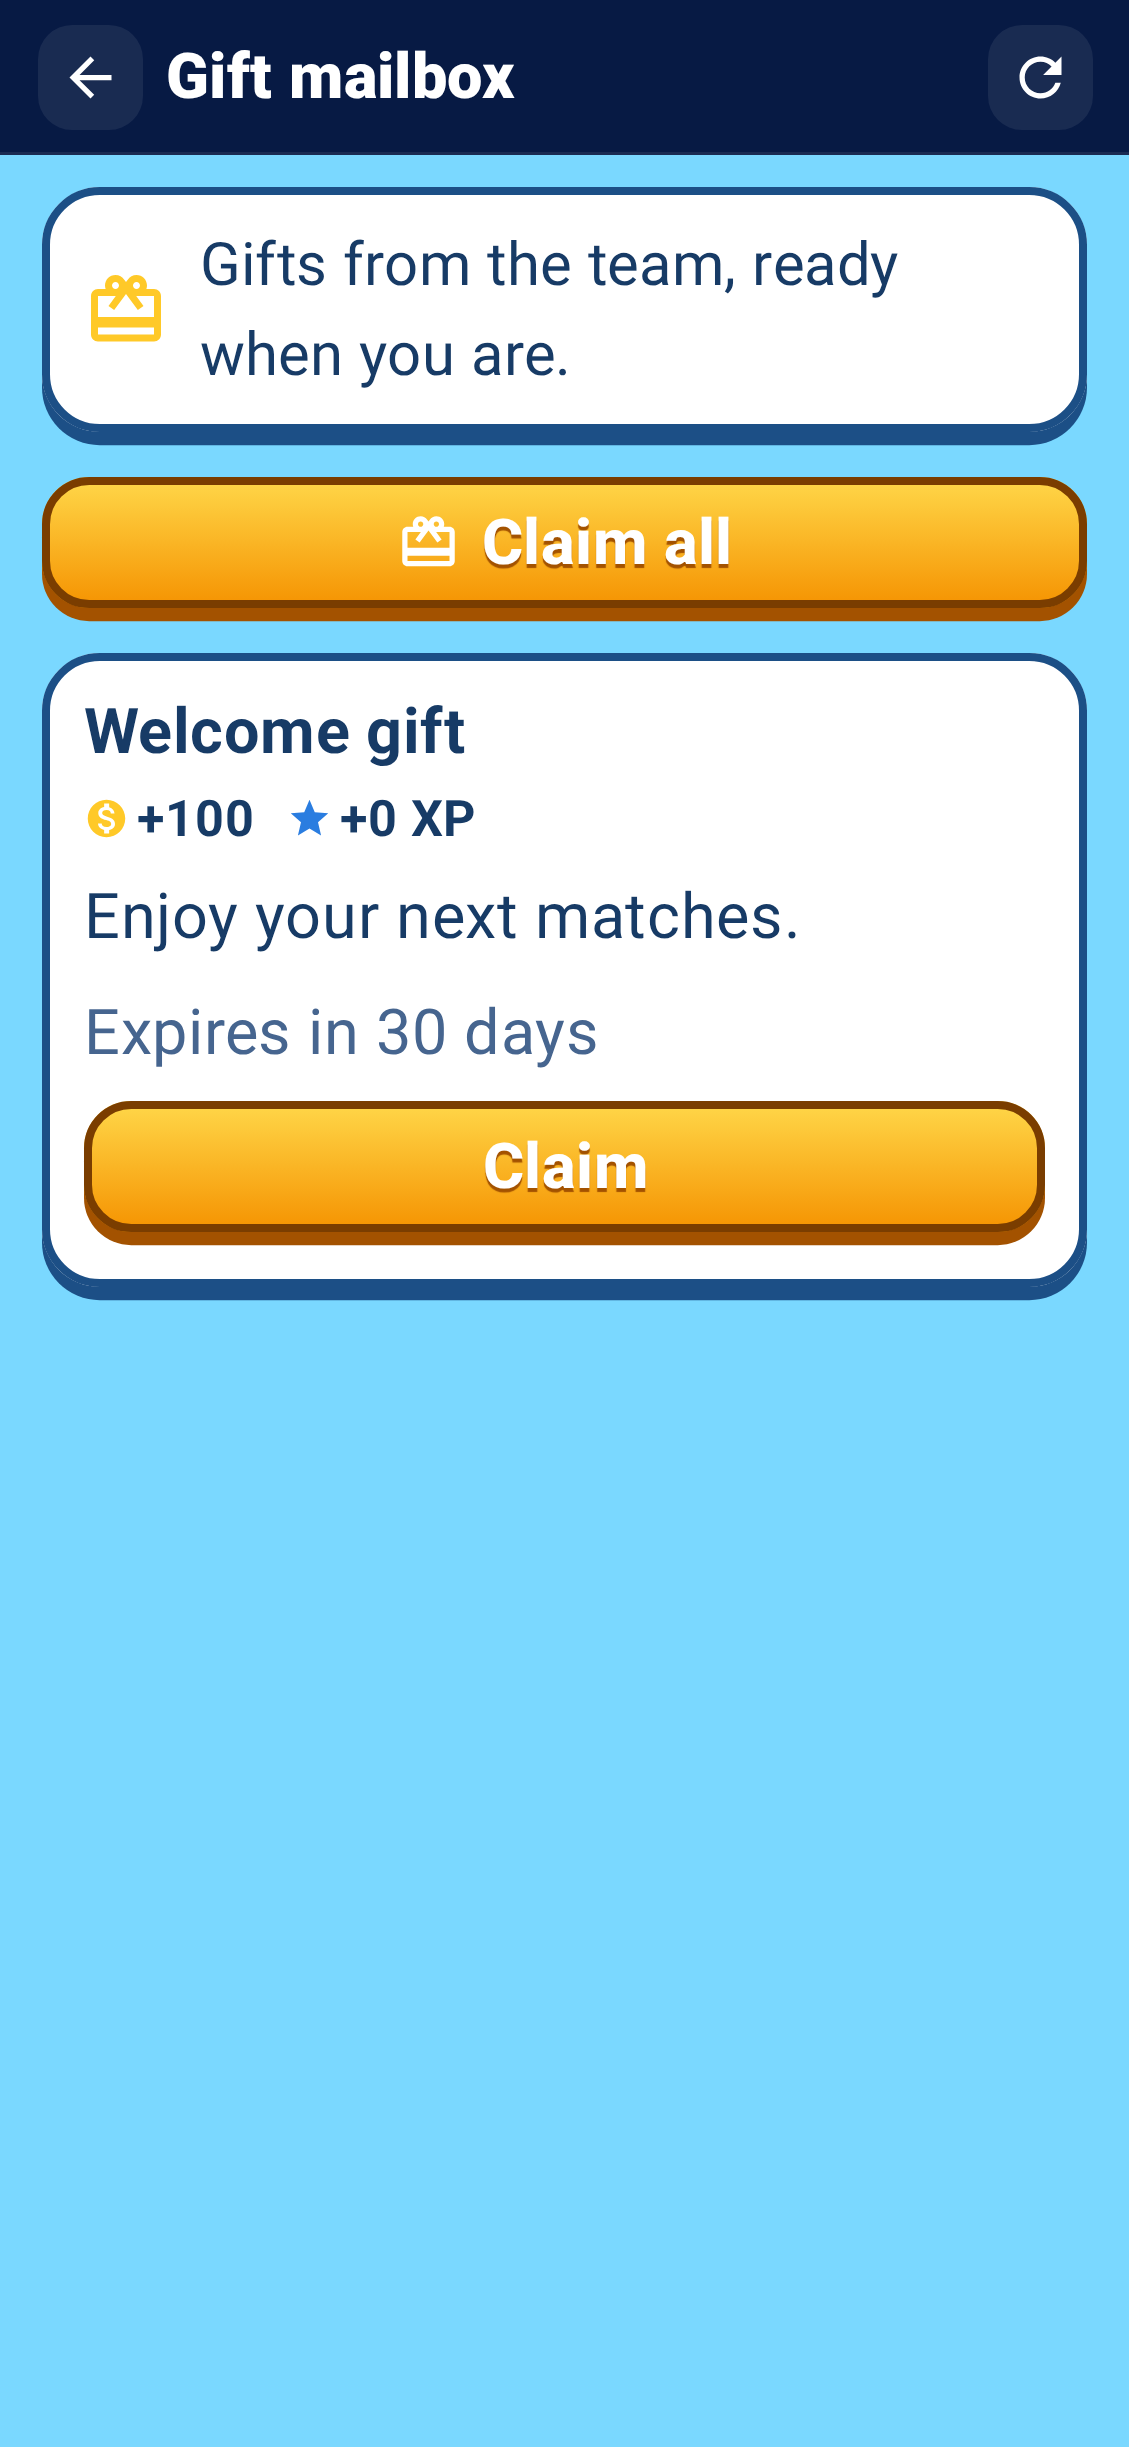 Gift mailbox
Gifts from the team, ready
when you are.
Claim all
Welcome gift
+100 +0 XP
Enjoy your next matches.
Expires in 30 days
Claim